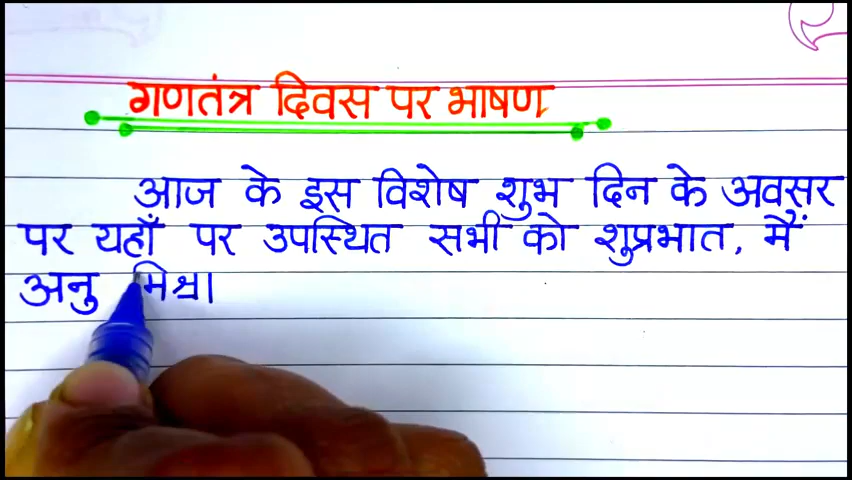 गणतंत्र दिवस पर भाषण
आज के इस विशेष शुभ दिन के अवसर
पर यहाँ पर उपस्थित सभी को शुप्रभात, मैं
अनु मिश्रा